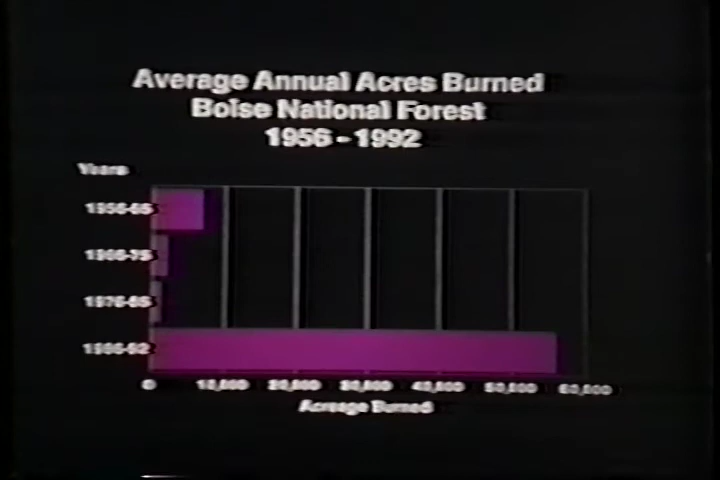 Average Annual Acres Burned
Boise National Forest
1956 - 1992
Years
1956-65
1966-75
1976-85
1986-92
0 10,000 20,000 30,000 40,000 50,000 60,000
Acreage Burned